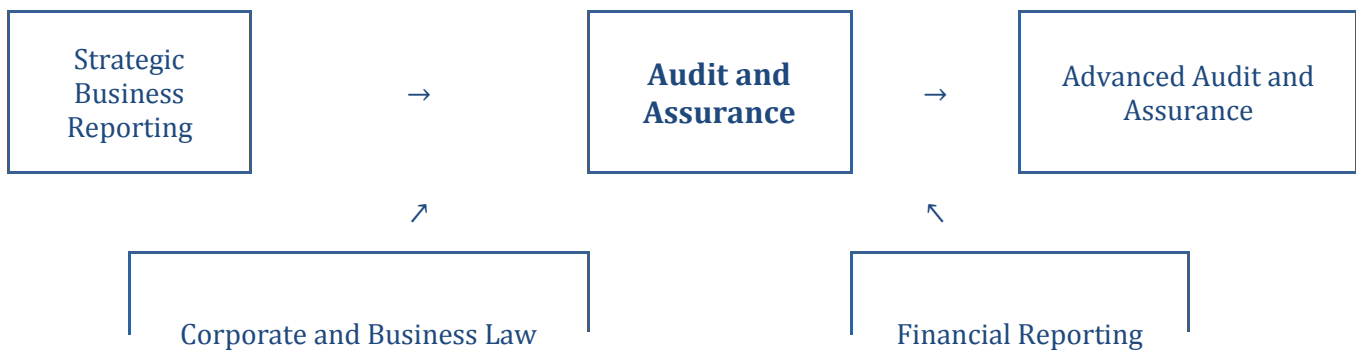 Strategic
Business
Reporting
→
Audit and
Assurance
→
Advanced Audit and
Assurance
↗
↖
Corporate and Business Law
Financial Reporting